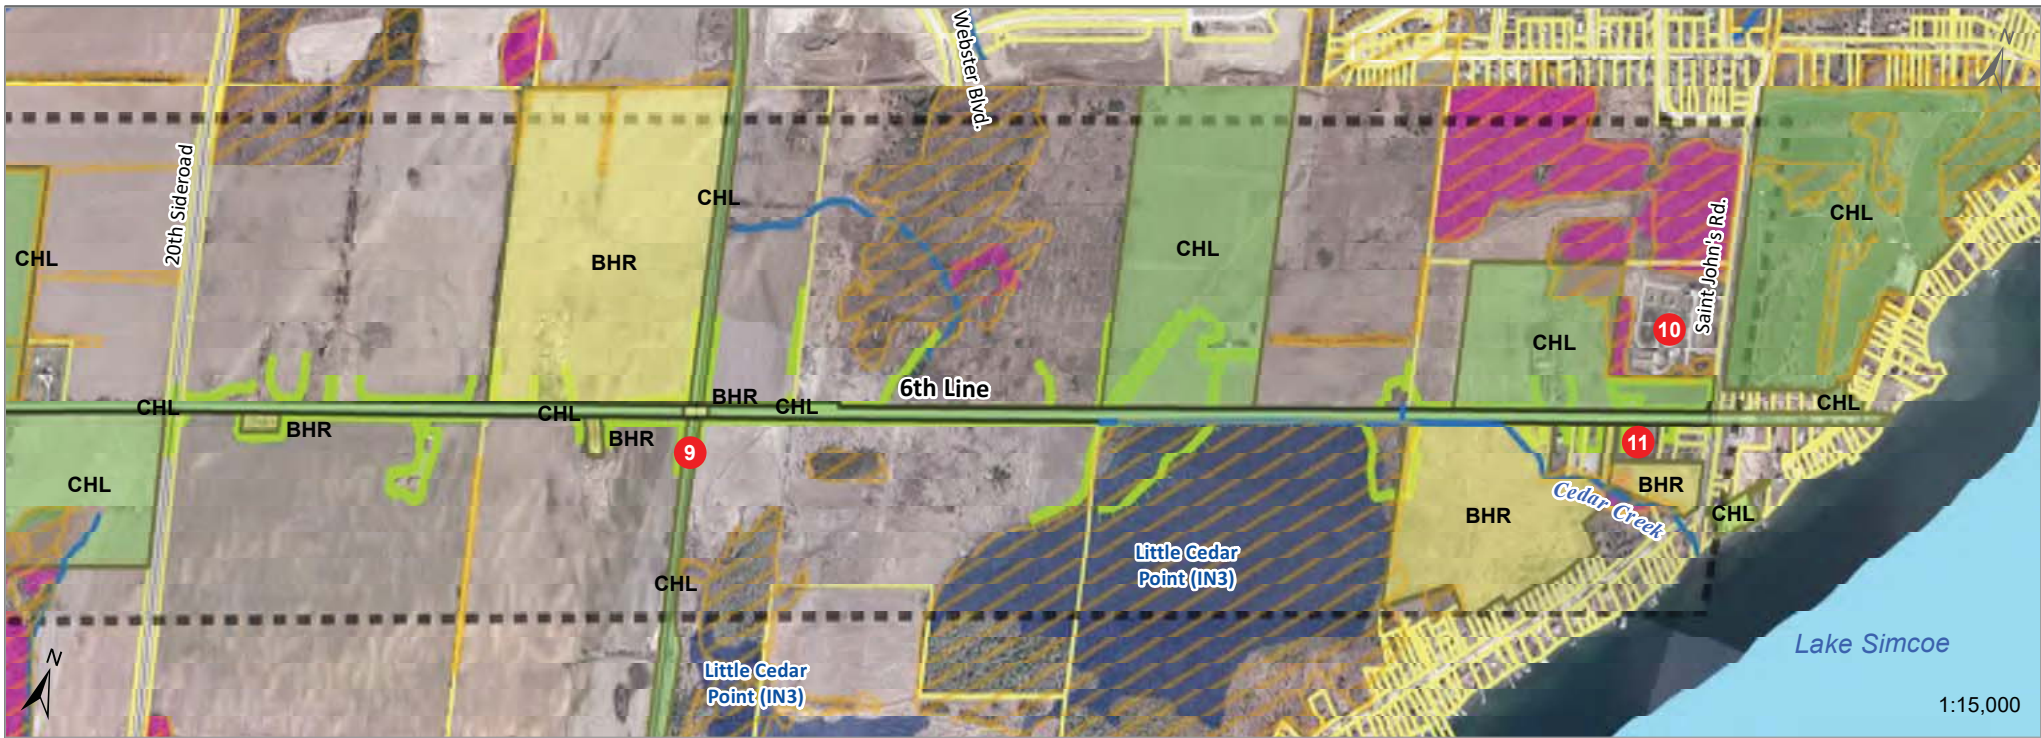 Webster Blvd.
N
20th Sideroad
CHL
CHL
Saint John's Rd.
CHL
CHL
CHL
BHR
10
CHL
6th Line
BHR
CHL
CHL
CHL
CHL
BHR
BHR
9
11
CHL
BHR
Cedar Creek
BHR
CHL
Little Cedar
Point (IN3)
CHL
Little Cedar
Point (IN3)
Lake Simcoe
N
1:15,000